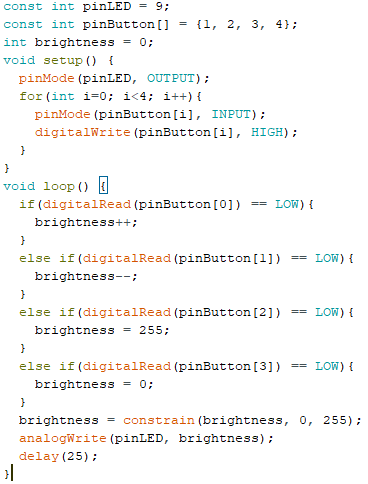 const int pinLED = 9;
const int pinButton[] = {1, 2, 3, 4};
int brightness = 0;
void setup() {
  pinMode(pinLED, OUTPUT);
  for(int i=0; i<4; i++){
    pinMode(pinButton[i], INPUT);
    digitalWrite(pinButton[i], HIGH);
  }
}
void loop() {
  if(digitalRead(pinButton[0]) == LOW){
    brightness++;
  }
  else if(digitalRead(pinButton[1]) == LOW){
    brightness--;
  }
  else if(digitalRead(pinButton[2]) == LOW){
    brightness = 255;
  }
  else if(digitalRead(pinButton[3]) == LOW){
    brightness = 0;
  }
  brightness = constrain(brightness, 0, 255);
  analogWrite(pinLED, brightness);
  delay(25);
}